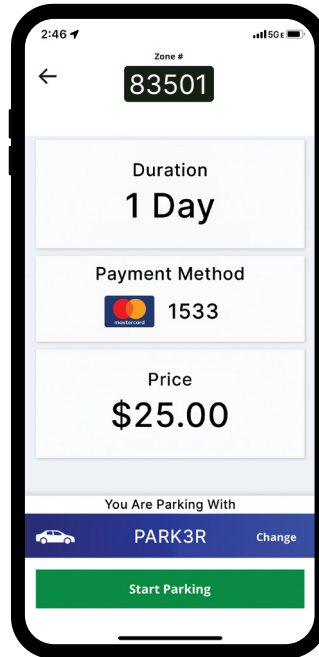 2:46
5G E
Zone #
83501
Duration
1 Day
Payment Method
mastercard
1533
Price
$25.00
You Are Parking With
PARK3R
Change
Start Parking